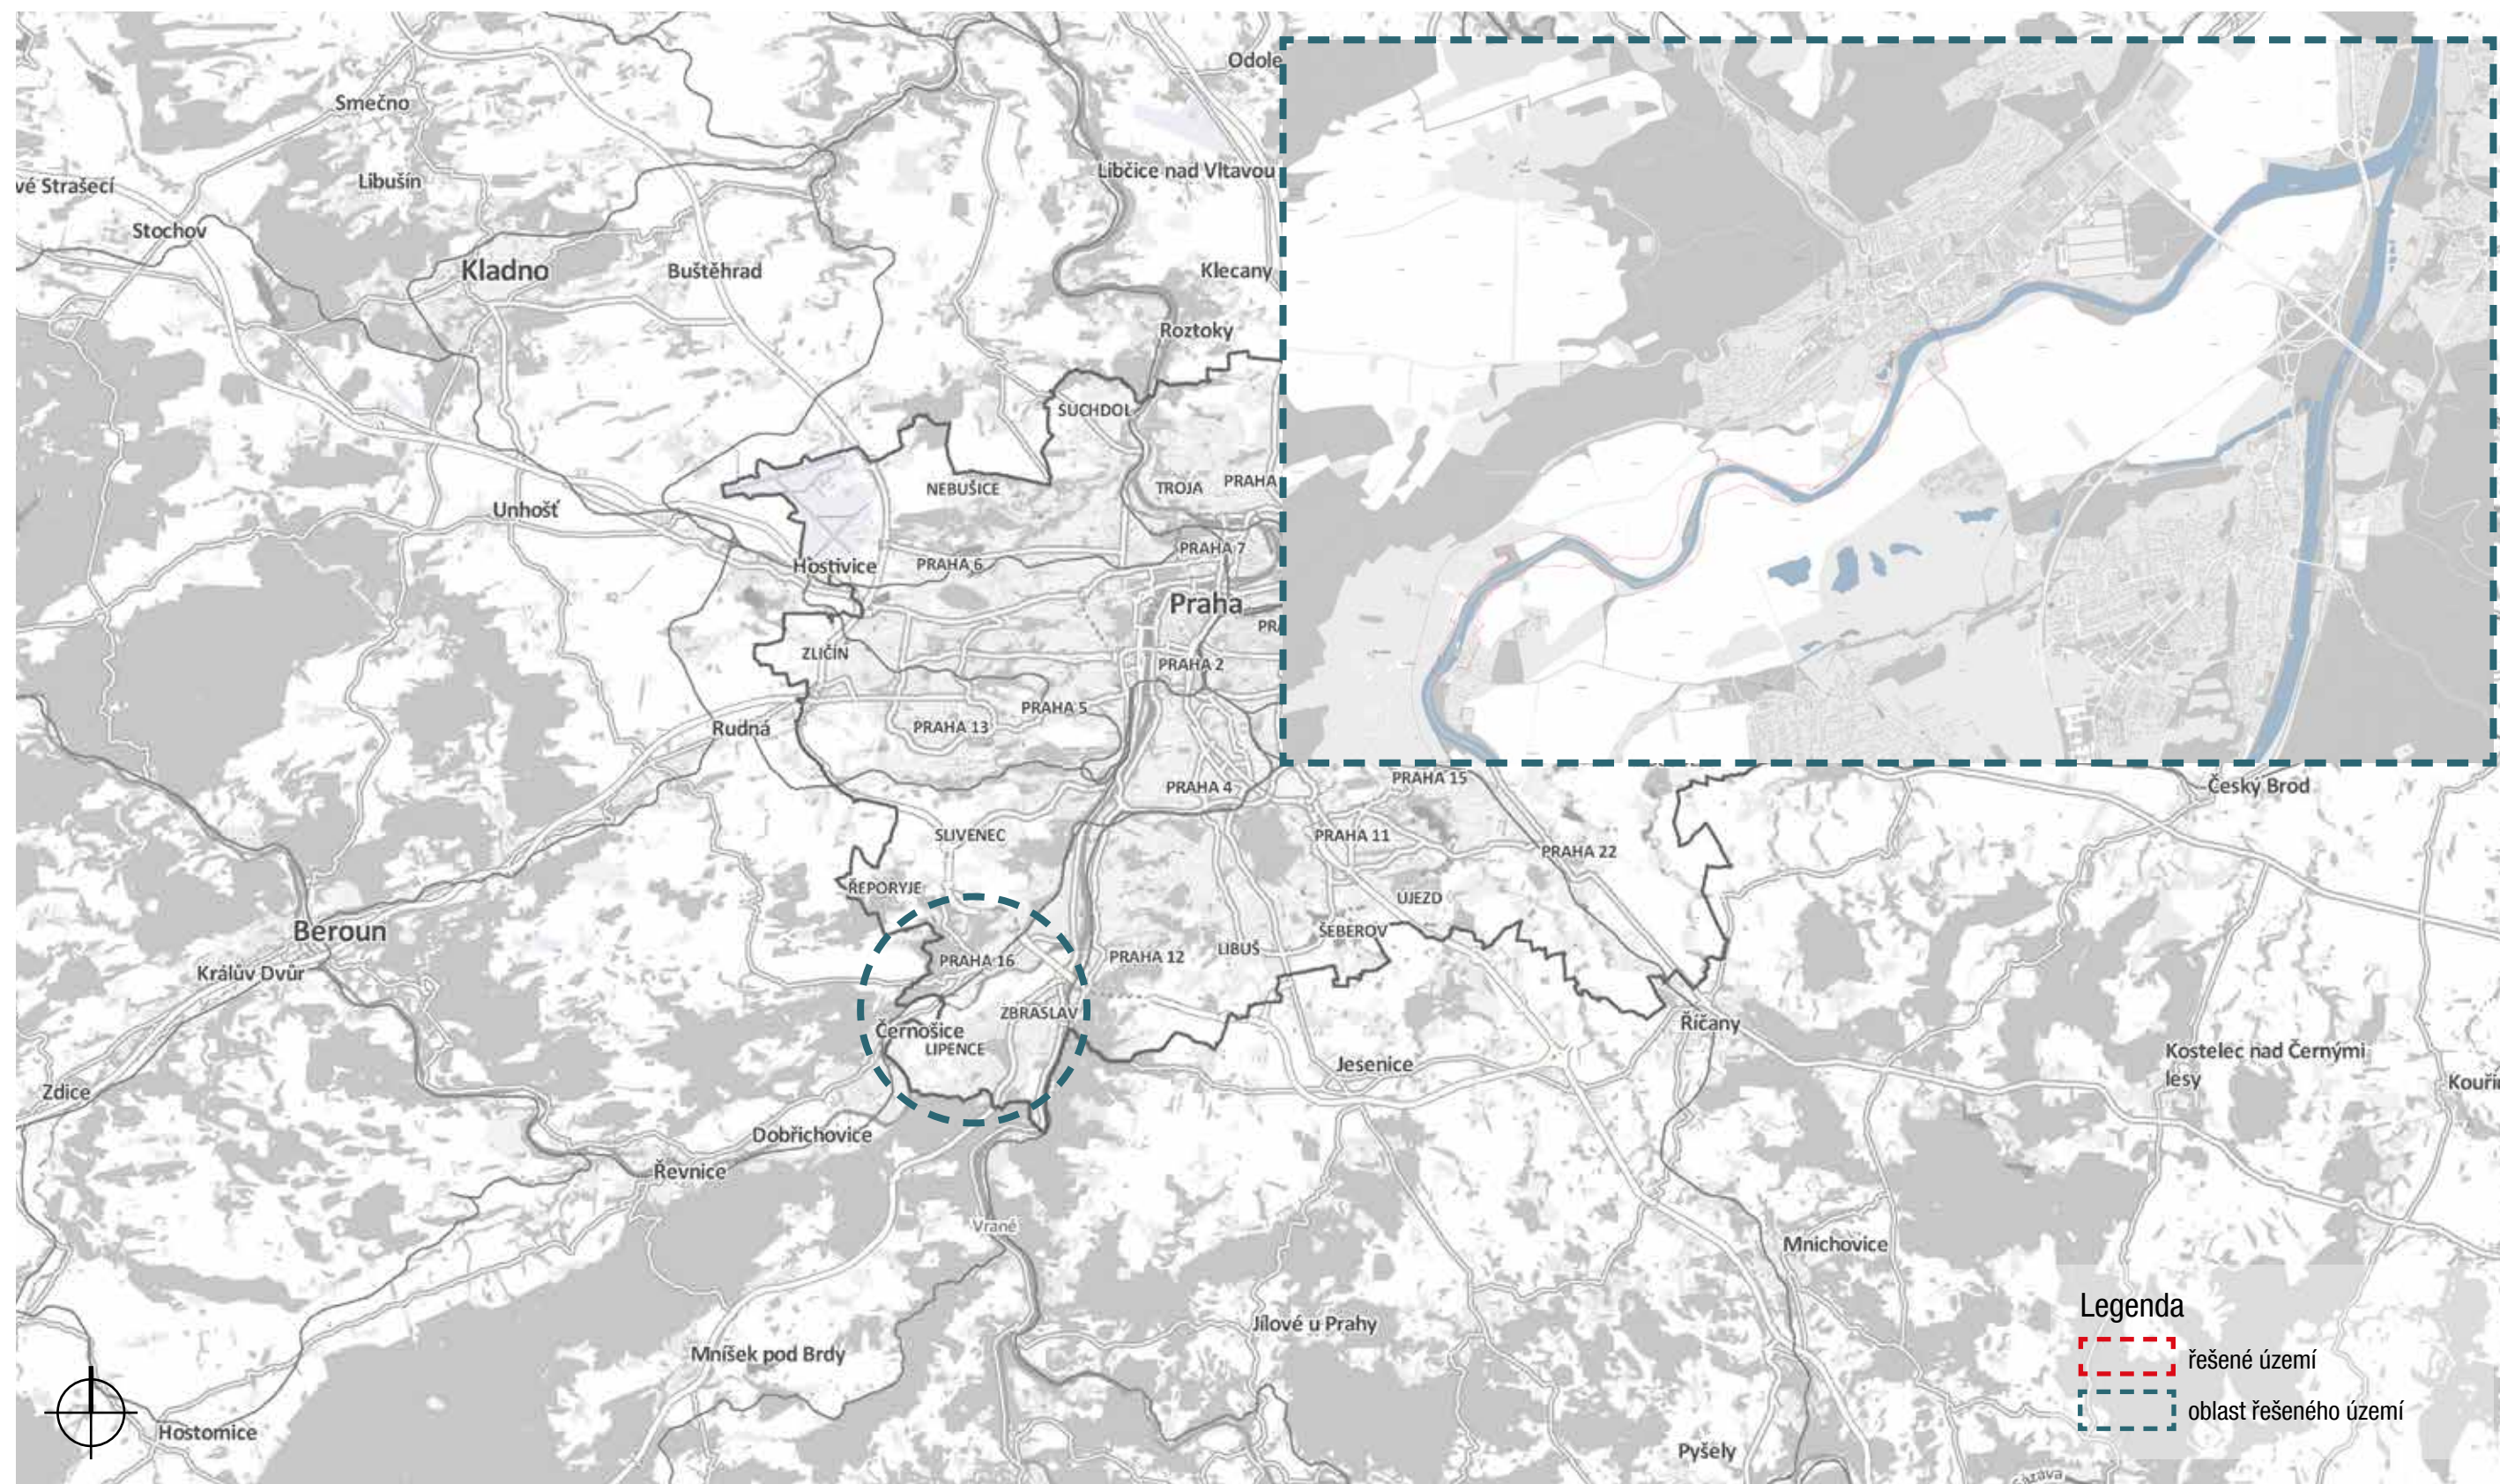 Odole
Smečno
Libčice nad Vltavou
Libušín
vé Strašecí
Stochov
Kladno
Buštěhrad
Klecany
Roztoky
SUCHDOL
NEBUŠICE
TROJA
PRAHA
Unhošť
PRAHA 7
Hostivice
PRAHA 6
Praha
PRA
ZLIČÍN
PRAHA 2
PRAHA 5
Rudná
PRAHA 13
PRAHA 15
PRAHA 4
Český Brod
SLIVENEC
PRAHA 11
PRAHA 22
ŘEPORYJE
ÚJEZD
Beroun
ŠEBEROV
LIBUŠ
PRAHA 12
PRAHA 16
Králův Dvůr
ZBRASLAV
Říčany
Černošice
LIPENCE
Kostelec nad Černými
lesy
Jesenice
Kouři
Zdice
Dobřichovice
Řevnice
Vrané
Mnichovice
Legenda
Jílové u Prahy
Mníšek pod Brdy
řešené území
oblast řešeného území
Hostomice
Pyšely
Sázava